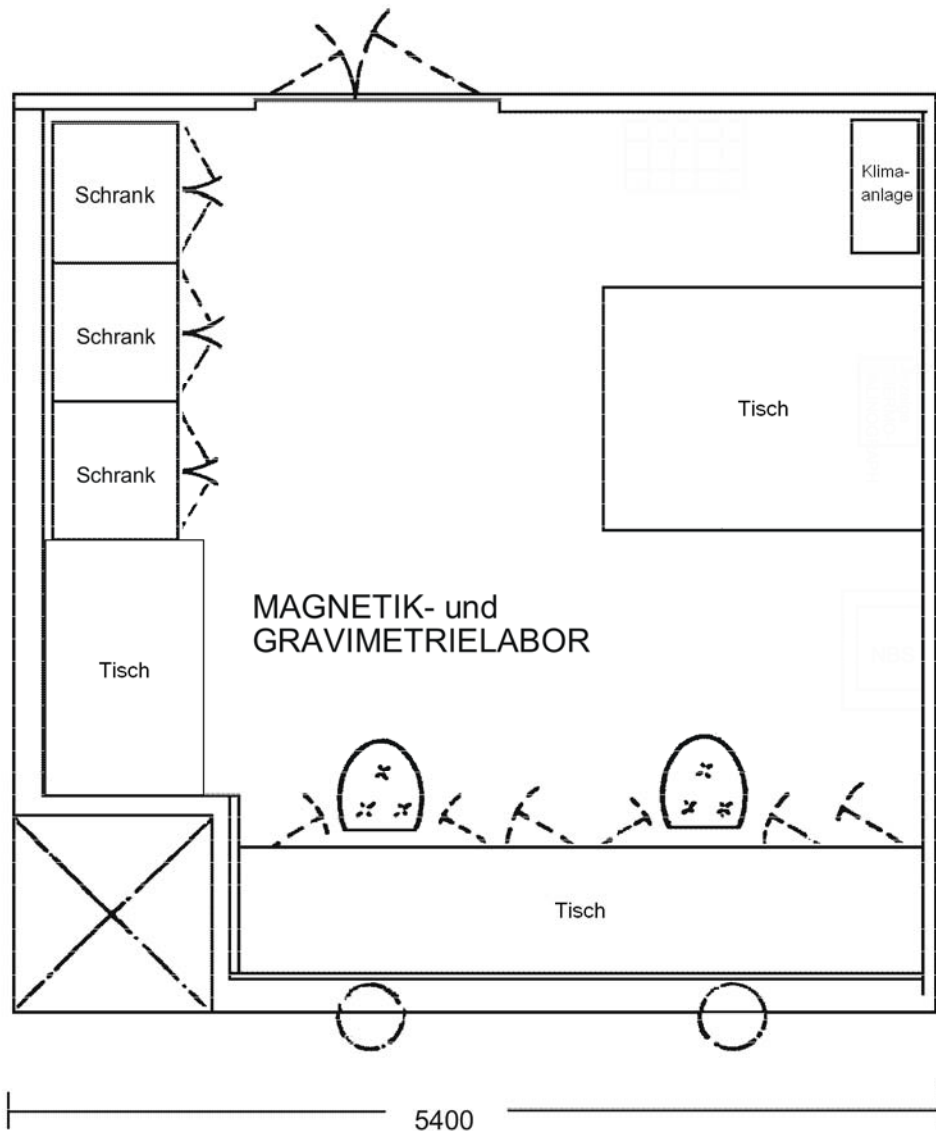 Schrank
Klima-
anlage
Schrank
Tisch
Schrank
MAGNETIK- und
GRAVIMETRIELABOR
Tisch
Tisch
5400